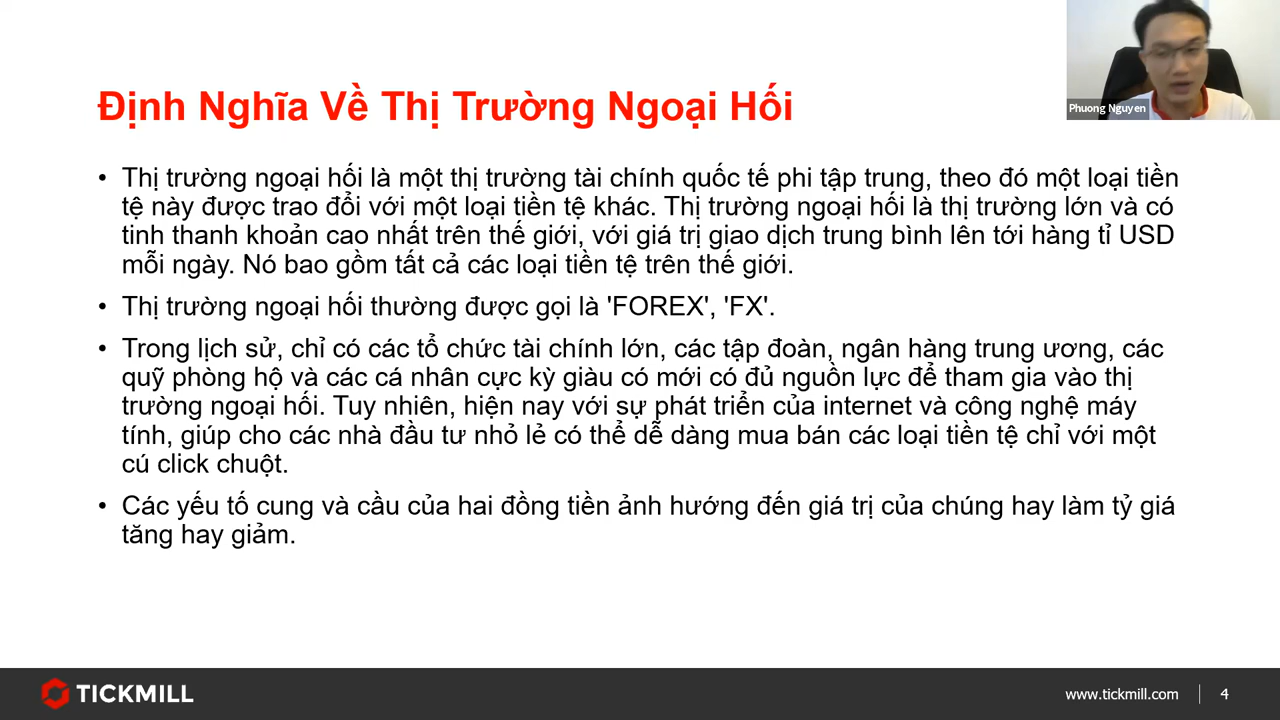 Phuong Nguyen
Định Nghĩa Về Thị Trường Ngoại Hối
• Thị trường ngoại hối là một thị trường tài chính quốc tế phi tập trung, theo đó một loại tiền
tệ này được trao đổi với một loại tiền tệ khác. Thị trường ngoại hối là thị trường lớn và có
tinh thanh khoản cao nhất trên thế giới, với giá trị giao dịch trung bình lên tới hàng tỉ USD
mỗi ngày. Nó bao gồm tất cả các loại tiền tệ trên thế giới.
• Thị trường ngoại hối thường được gọi là 'FOREX', 'FX'.
• Trong lịch sử, chỉ có các tổ chức tài chính lớn, các tập đoàn, ngân hàng trung ương, các
quỹ phòng hộ và các cá nhân cực kỳ giàu có mới có đủ nguồn lực để tham gia vào thị
trường ngoại hối. Tuy nhiên, hiện nay với sự phát triển của internet và công nghệ máy
tính, giúp cho các nhà đầu tư nhỏ lẻ có thể dễ dàng mua bán các loại tiền tệ chỉ với một
cú click chuột.
• Các yếu tố cung và cầu của hai đồng tiền ảnh hướng đến giá trị của chúng hay làm tỷ giá
tăng hay giảm.
TICKMILL
www.tickmill.com
4